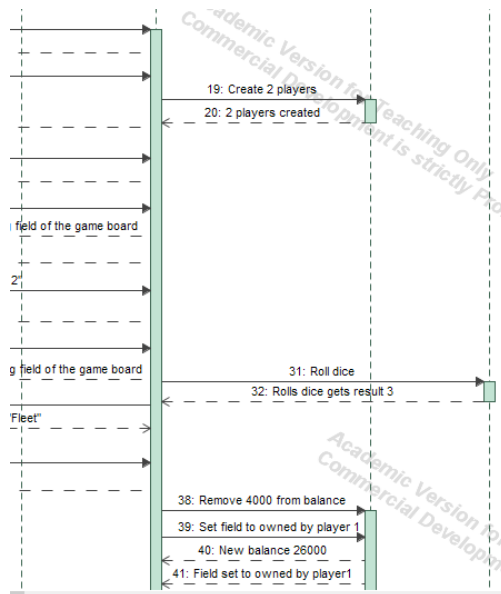 Academic Version for Teaching Only
Commercial Development is strictly Pro
19: Create 2 players
20: 2 players created
field of the game board
2"
g field of the game board
31: Roll dice
32: Rolls dice gets result 3
"Fleet"
Academic Version for
Commercial Developm
38: Remove 4000 from balance
39: Set field to owned by player 1
40: New balance 26000
41: Field set to owned by player1